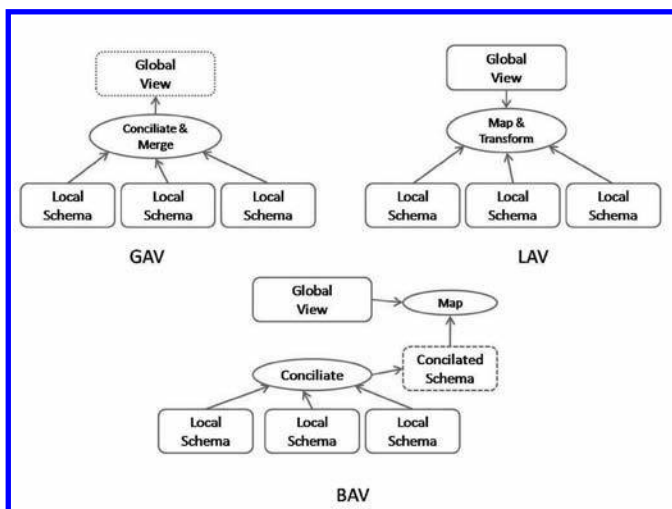 Global
View
Conciliate &
Merge
Local
Schema
Local
Schema
Local
Schema
GAV
Global
View
Map &
Transform
Local
Schema
Local
Schema
Local
Schema
LAV
Global
View
Map
Concilated
Schema
Conciliate
Local
Schema
Local
Schema
Local
Schema
BAV